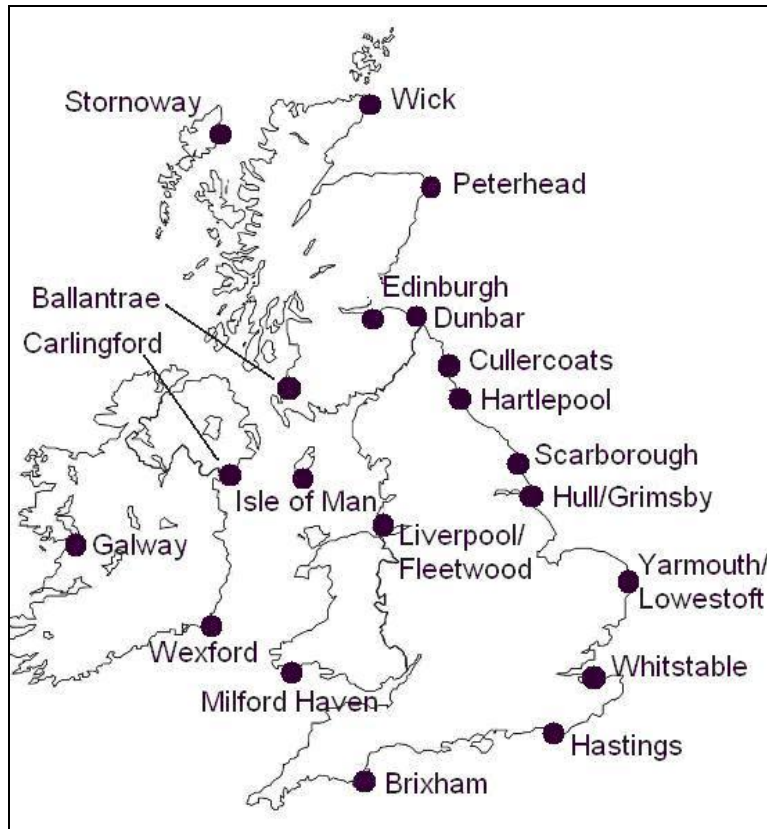 Stornoway
Wick
Peterhead
Ballantrae
Edinburgh
Dunbar
Carlingford
Cullercoats
Hartlepool
Scarborough
Isle of Man
Hull/Grimsby
Galway
Liverpool/
Fleetwood
Yarmouth/
Lowestoft
Wexford
Whitstable
Milford Haven
Hastings
Brixham